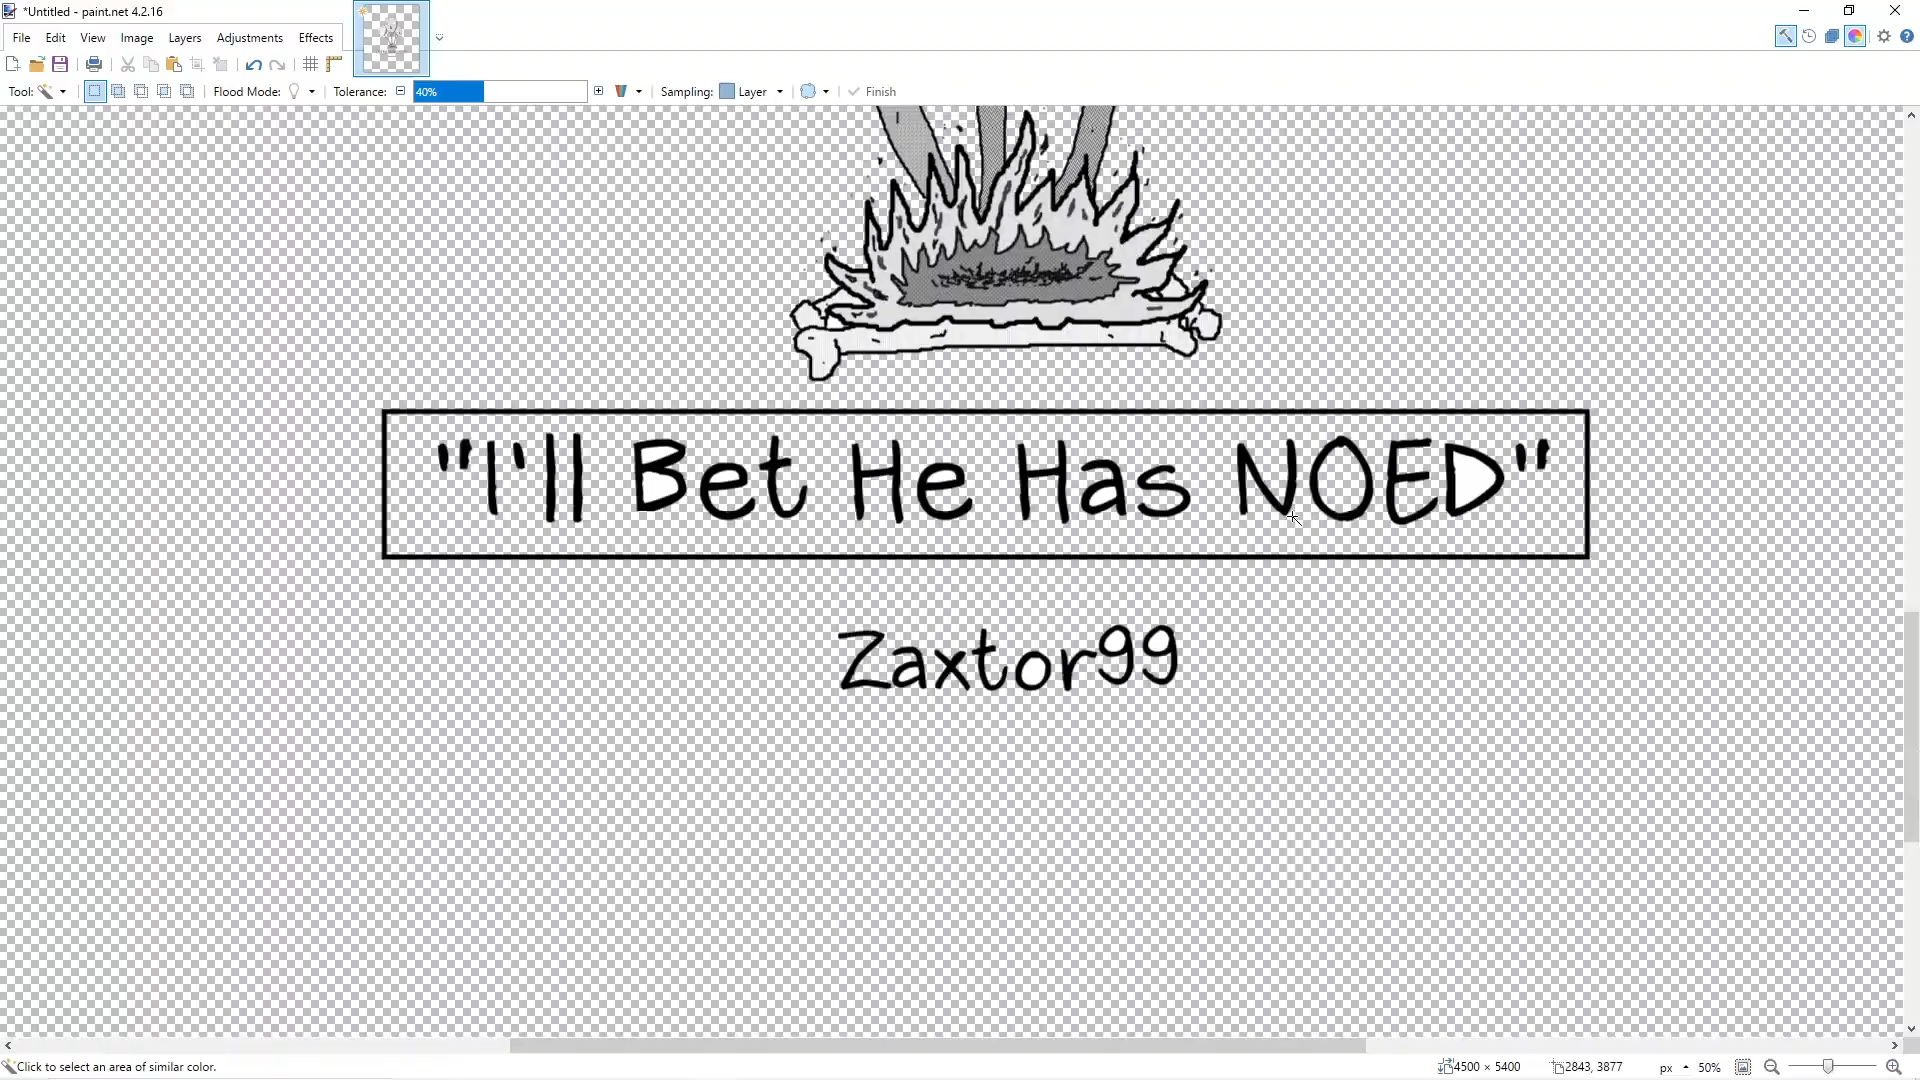 *Untitled - paint.net 4.2.16
File Edit View Image Layers Adjustments Effects
Tool: Flood Mode: Tolerance: 40% Sampling: Layer Finish
"I'll Bet He Has NOED"
Zaxtor99
Click to select an area of similar color. 4500 × 5400 2843, 3877 px 50%